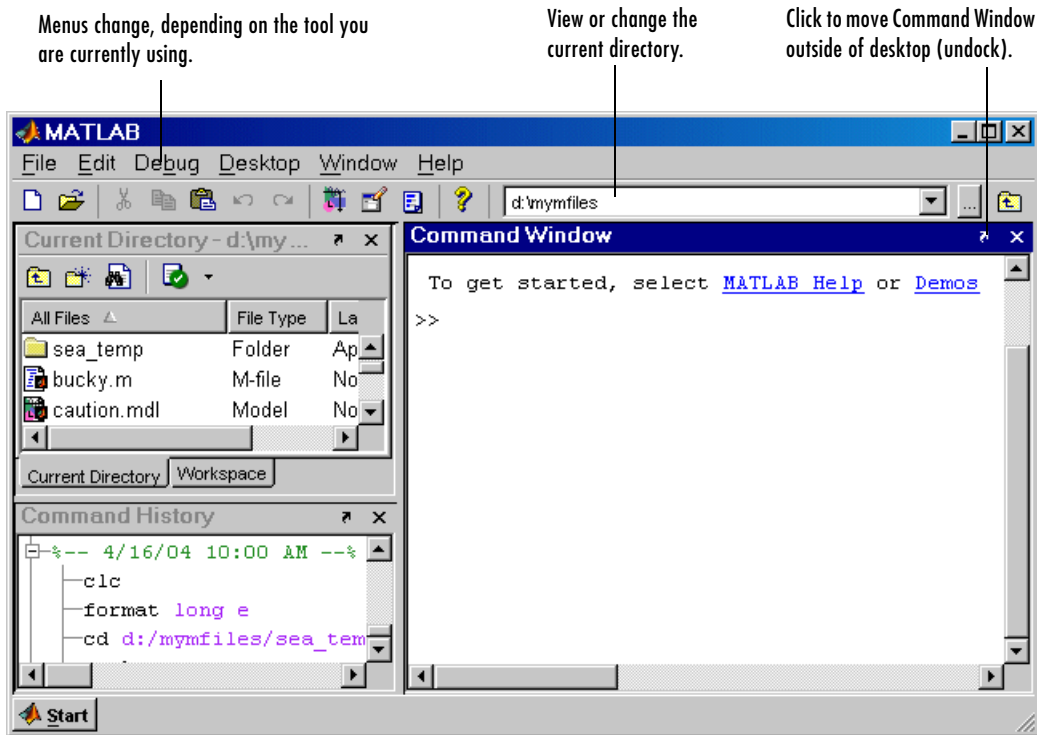 Menus change, depending on the tool you
are currently using.
View or change the
current directory.
Click to move Command Window
outside of desktop (undock).
MATLAB
File Edit Debug Desktop Window Help
d:\mymfiles
...
Current Directory - d:\my ...
All Files File Type La
sea_temp Folder Ap
bucky.m M-file No
caution.mdl Model No
Current Directory Workspace
Command History
%-- 4/16/04 10:00 AM --%
clc
format long e
cd d:/mymfiles/sea_tem
Command Window
To get started, select MATLAB Help or Demos
>>
Start